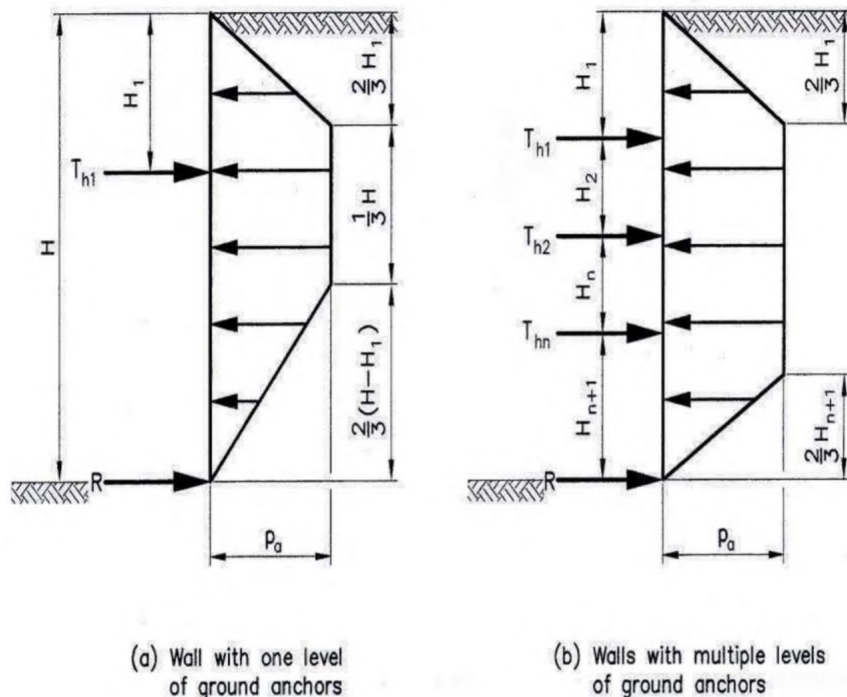 H
H₁
Tₕ₁
R
2/3 H₁
1/3 H
2/3 (H−H₁)
pₐ
(a) Wall with one level
of ground anchors
H₁
H₂
Hₙ
Hₙ₊₁
Tₕ₁
Tₕ₂
Tₕₙ
R
2/3 H₁
2/3 Hₙ₊₁
pₐ
(b) Walls with multiple levels
of ground anchors